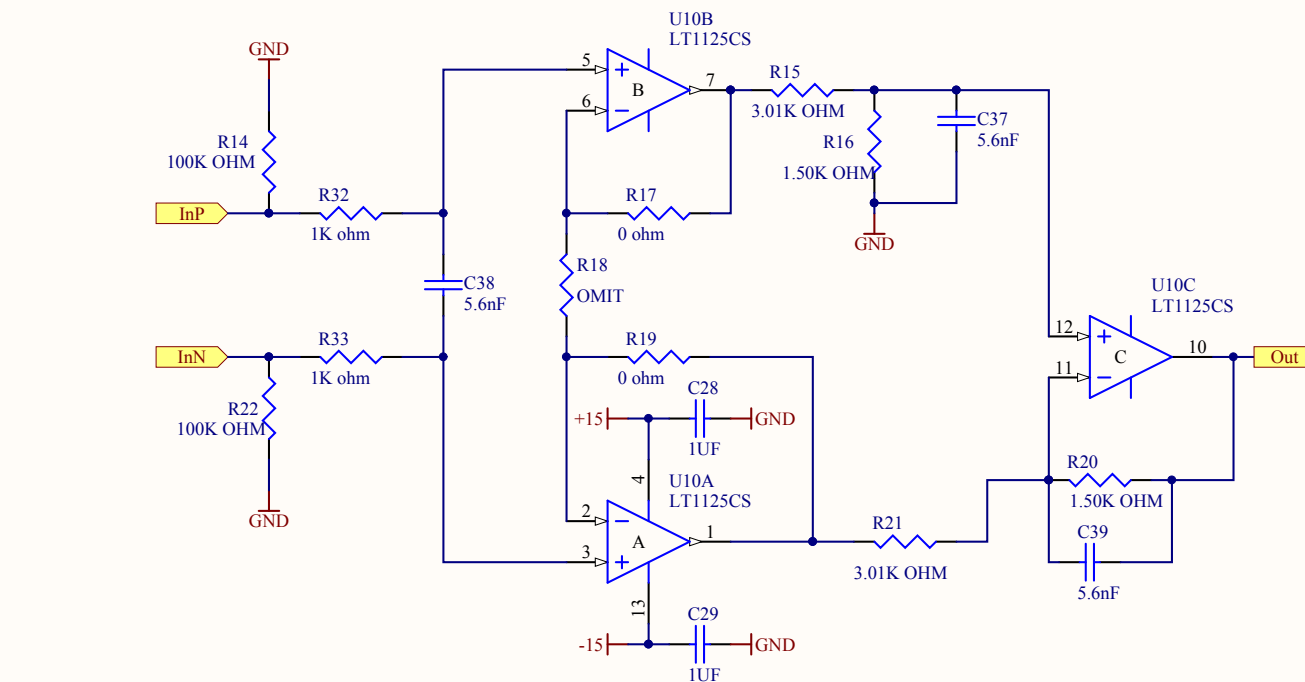 U10B
LT1125CS
GND
5
B
7
6
R15
3.01K OHM
C37
5.6nF
R16
1.50K OHM
R14
100K OHM
InP
R32
1K ohm
R17
0 ohm
GND
R18
OMIT
C38
5.6nF
U10C
LT1125CS
12
C
10
Out
11
InN
R33
1K ohm
R19
0 ohm
R22
100K OHM
C28
+15
GND
1UF
4
U10A
LT1125CS
GND
2
A
1
3
R20
1.50K OHM
R21
3.01K OHM
C39
5.6nF
13
C29
-15
GND
1UF